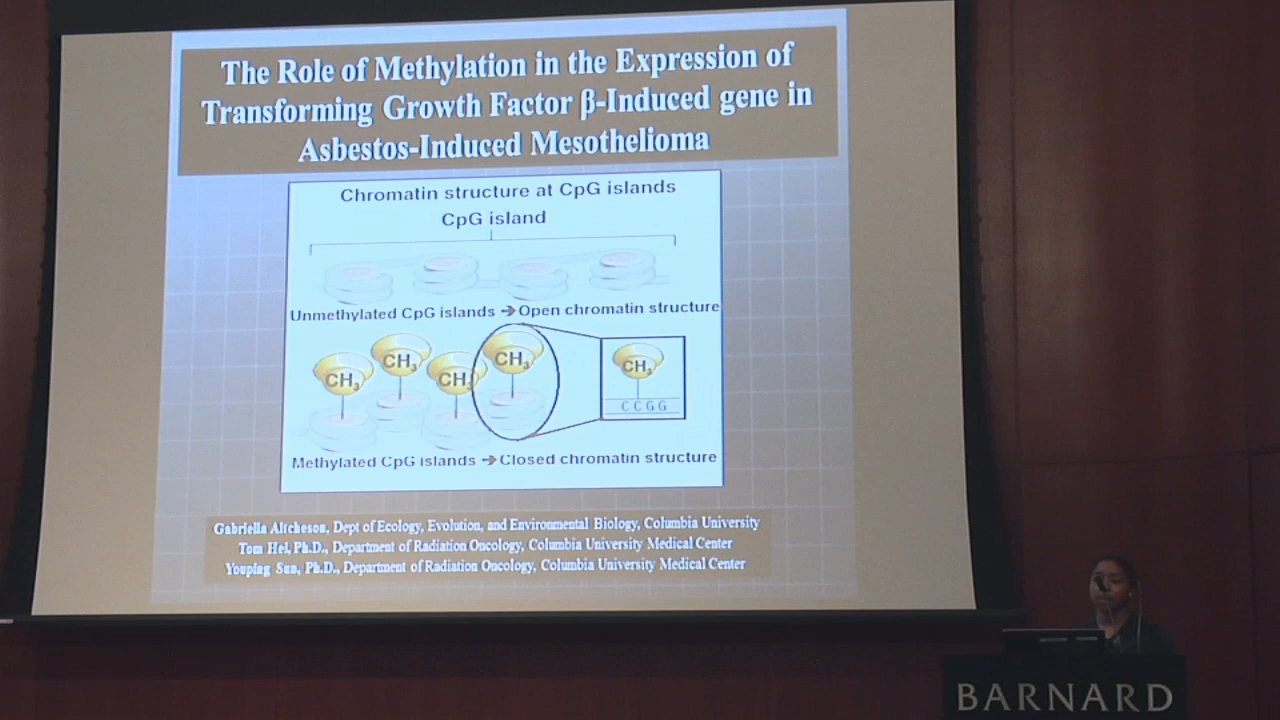 The Role of Methylation in the Expression of
Transforming Growth Factor β-Induced gene in
Asbestos-Induced Mesothelioma
Chromatin structure at CpG islands
CpG island
Unmethylated CpG islands → Open chromatin structure
CH₃ CH₃ CH₃ CH₃ CH₃
CCGG
Methylated CpG islands → Closed chromatin structure
Gabriella Aitcheson, Dept of Ecology, Evolution, and Environmental Biology, Columbia University
Tom Hei, Ph.D., Department of Radiation Oncology, Columbia University Medical Center
Youping Sun, Ph.D., Department of Radiation Oncology, Columbia University Medical Center
BARNARD